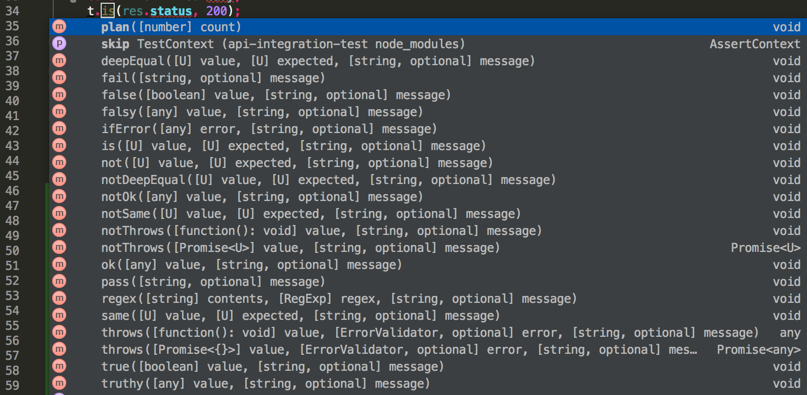 34 t.is(res.status, 200);
35 m plan([number] count) void
36 p skip TestContext (api-integration-test node_modules) AssertContext
37 m deepEqual([U] value, [U] expected, [string, optional] message) void
38 m fail([string, optional] message) void
39 m false([boolean] value, [string, optional] message) void
40 m falsy([any] value, [string, optional] message) void
41 m ifError([any] error, [string, optional] message) void
42 m is([U] value, [U] expected, [string, optional] message) void
43 m not([U] value, [U] expected, [string, optional] message) void
44 m notDeepEqual([U] value, [U] expected, [string, optional] message) void
45 m notOk([any] value, [string, optional] message) void
46 m notSame([U] value, [U] expected, [string, optional] message) void
47 m notThrows([function(): void] value, [string, optional] message) void
48 m notThrows([Promise<U>] value, [string, optional] message) Promise<U>
49 m ok([any] value, [string, optional] message) void
50 m pass([string, optional] message) void
51 m regex([string] contents, [RegExp] regex, [string, optional] message) void
52 m same([U] value, [U] expected, [string, optional] message) void
53 m throws([function(): void] value, [ErrorValidator, optional] error, [string, optional] message) any
54 m throws([Promise<{}>] value, [ErrorValidator, optional] error, [string, optional] mes… Promise<any>
55 m true([boolean] value, [string, optional] message) void
56 m truthy([any] value, [string, optional] message) void
57
58
59